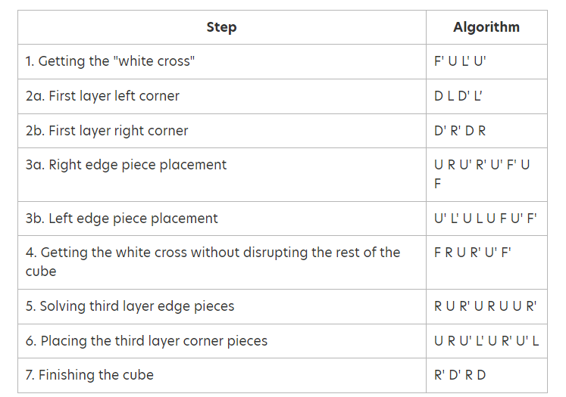 Step Algorithm
1. Getting the "white cross" F' U L' U'
2a. First layer left corner D L D' L'
2b. First layer right corner D' R' D R
3a. Right edge piece placement U R U' R' U' F' U
F
3b. Left edge piece placement U' L' U L U F U' F'
4. Getting the white cross without disrupting the rest of the F R U R' U' F'
cube
5. Solving third layer edge pieces R U R' U R U U R'
6. Placing the third layer corner pieces U R U' L' U R' U' L
7. Finishing the cube R' D' R D